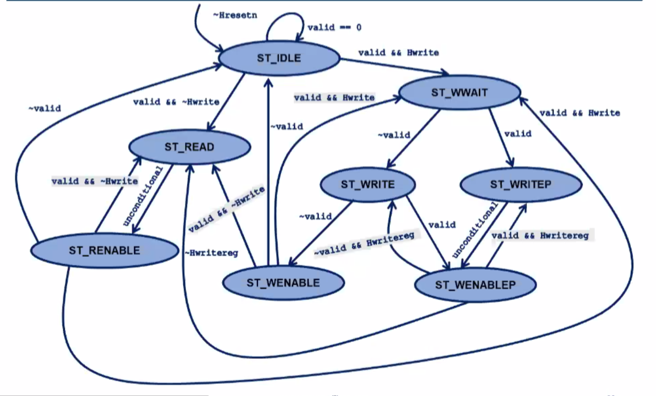 ~Hresetn
valid == 0
ST_IDLE
valid && Hwrite
~valid
valid && ~Hwrite
valid && Hwrite
ST_WWAIT
valid && Hwrite
~valid
~valid
valid
ST_READ
valid && ~Hwrite
unconditional
valid && ~Hwrite
ST_WRITE
ST_WRITEP
~valid
valid
unconditional
valid && Hwritereg
~valid && Hwritereg
~Hwritereg
ST_RENABLE
ST_WENABLE
ST_WENABLEP